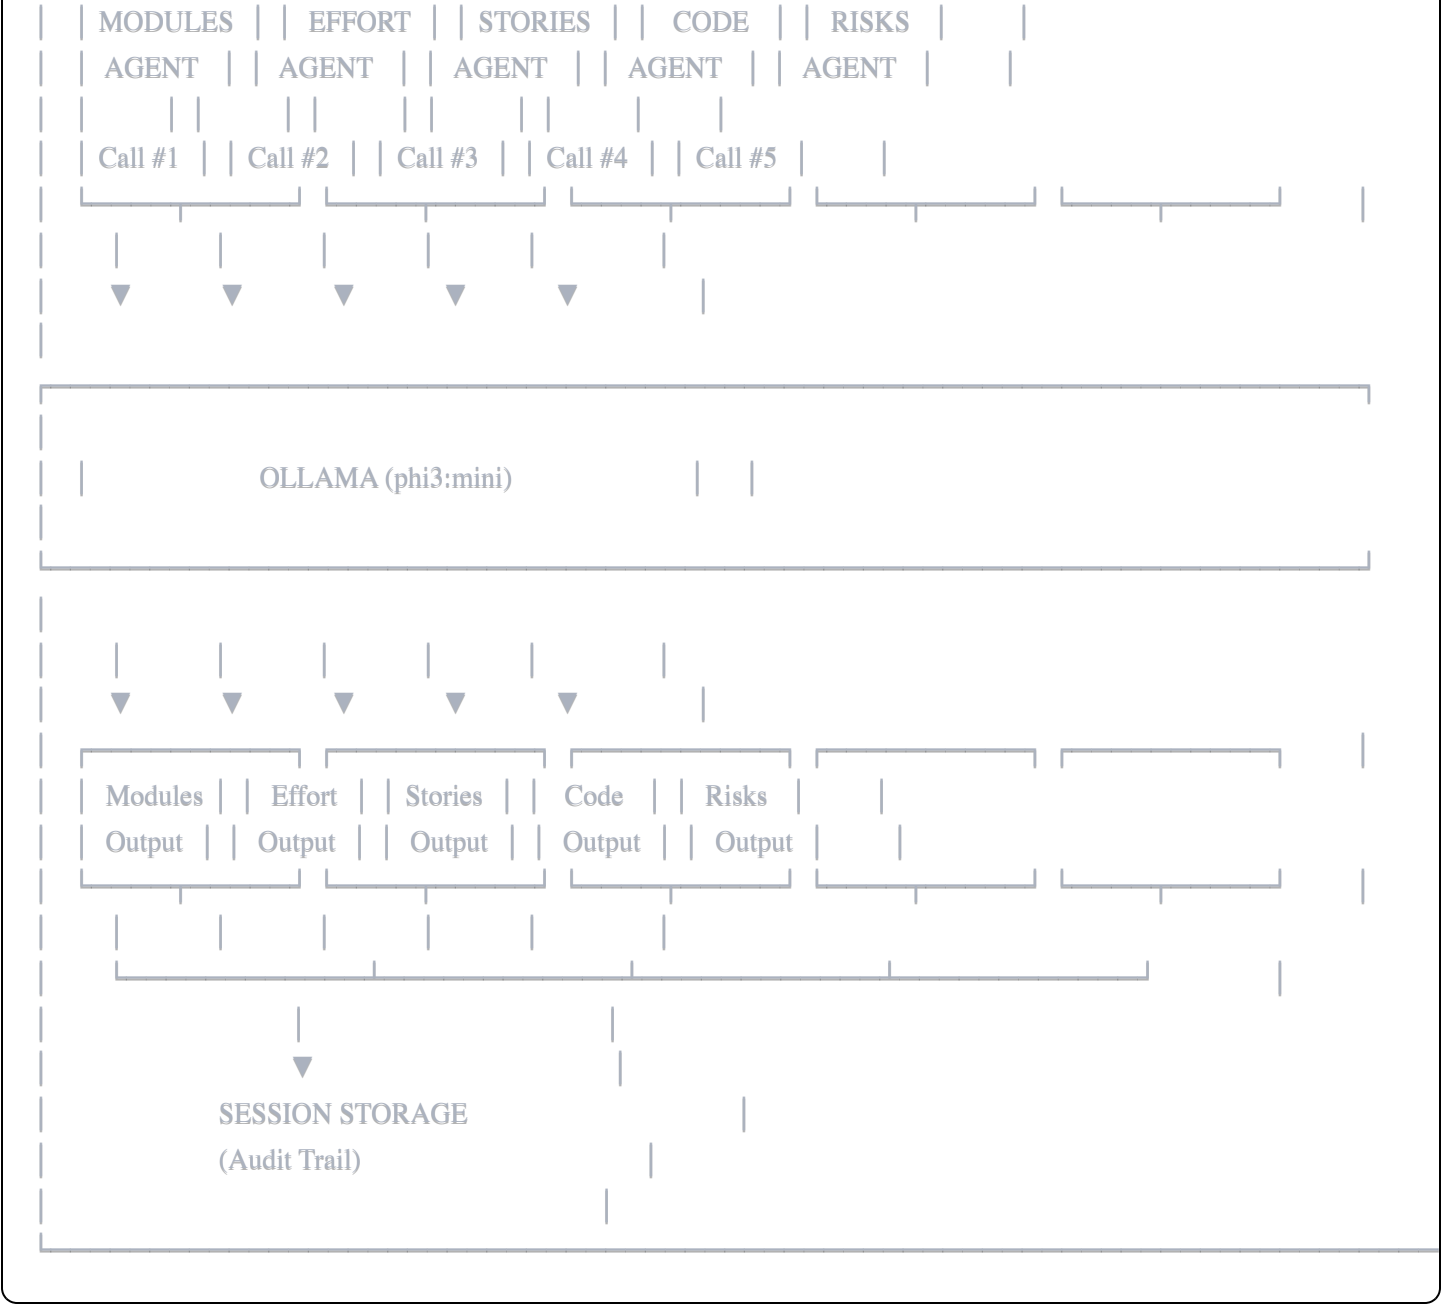 MODULES EFFORT STORIES CODE RISKS
AGENT AGENT AGENT AGENT AGENT
Call #1 Call #2 Call #3 Call #4 Call #5
OLLAMA (phi3:mini)
Modules Effort Stories Code Risks
Output Output Output Output Output
SESSION STORAGE
(Audit Trail)